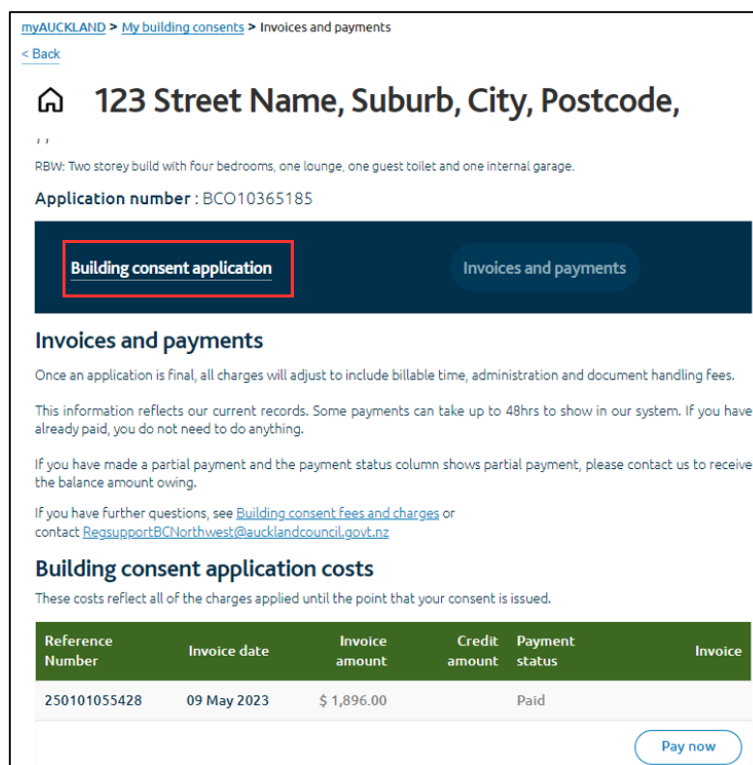 myAUCKLAND > My building consents > Invoices and payments
< Back
123 Street Name, Suburb, City, Postcode,
, ,
RBW: Two storey build with four bedrooms, one lounge, one guest toilet and one internal garage.
Application number : BCO10365185
Building consent application
Invoices and payments
Invoices and payments
Once an application is final, all charges will adjust to include billable time, administration and document handling fees.
This information reflects our current records. Some payments can take up to 48hrs to show in our system. If you have
already paid, you do not need to do anything.
If you have made a partial payment and the payment status column shows partial payment, please contact us to receive
the balance amount owing.
If you have further questions, see Building consent fees and charges or
contact RegsupportBCNorthwest@aucklandcouncil.govt.nz
Building consent application costs
These costs reflect all of the charges applied until the point that your consent is issued.
Reference Number Invoice date Invoice amount Credit amount Payment status Invoice
250101055428 09 May 2023 $ 1,896.00 Paid
Pay now